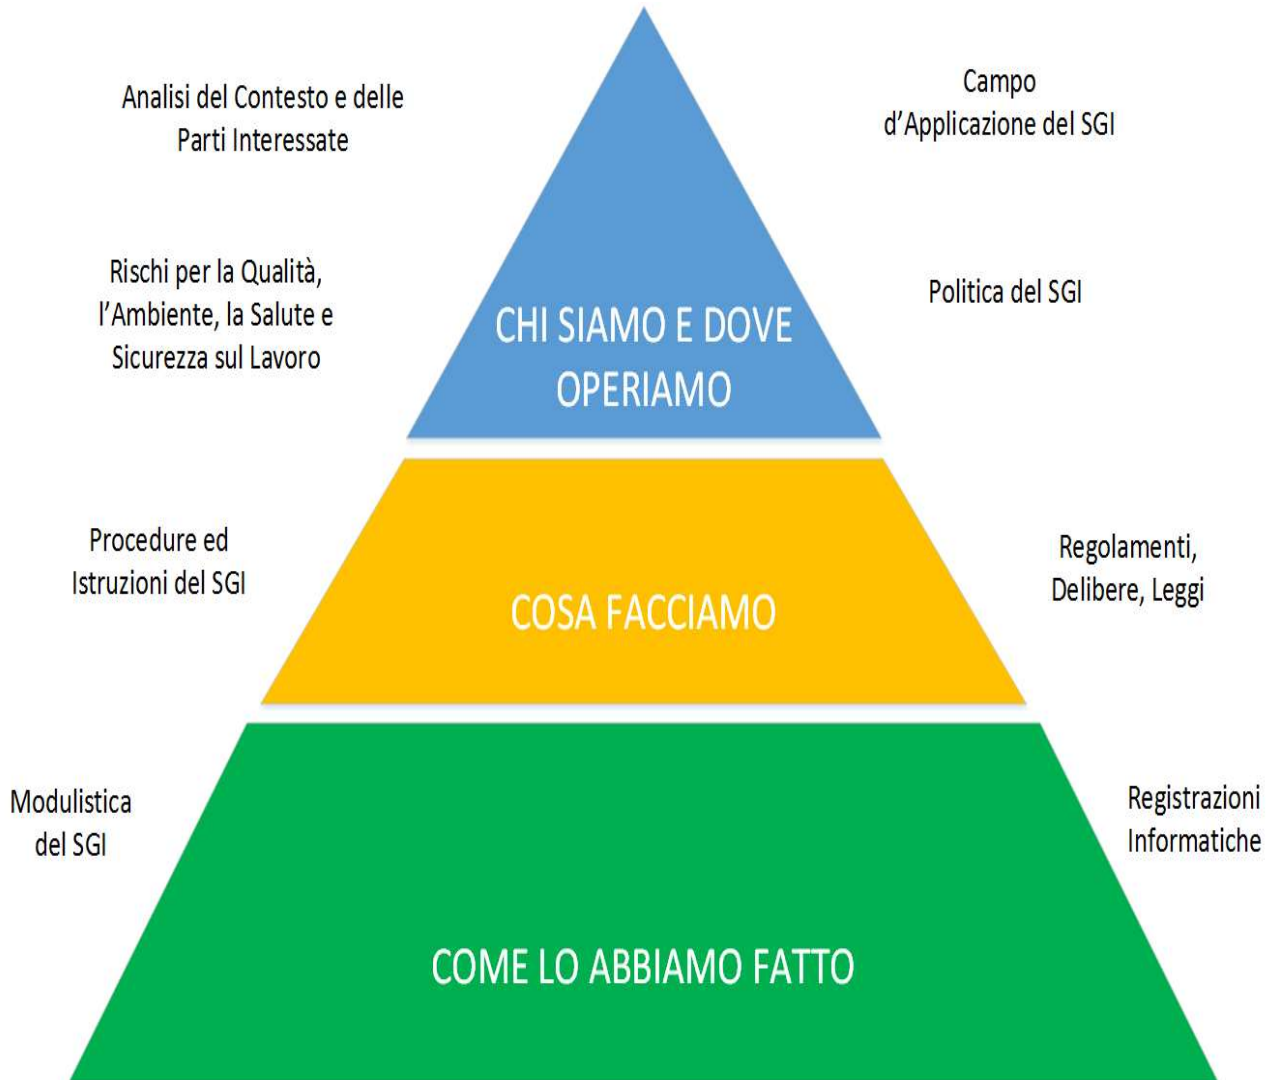 Analisi del Contesto e delle
Parti Interessate
Campo
d'Applicazione del SGI
Rischi per la Qualità,
l'Ambiente, la Salute e
Sicurezza sul Lavoro
Politica del SGI
CHI SIAMO E DOVE
OPERIAMO
Procedure ed
Istruzioni del SGI
COSA FACCIAMO
Regolamenti,
Delibere, Leggi
Modulistica
del SGI
Registrazioni
Informatiche
COME LO ABBIAMO FATTO